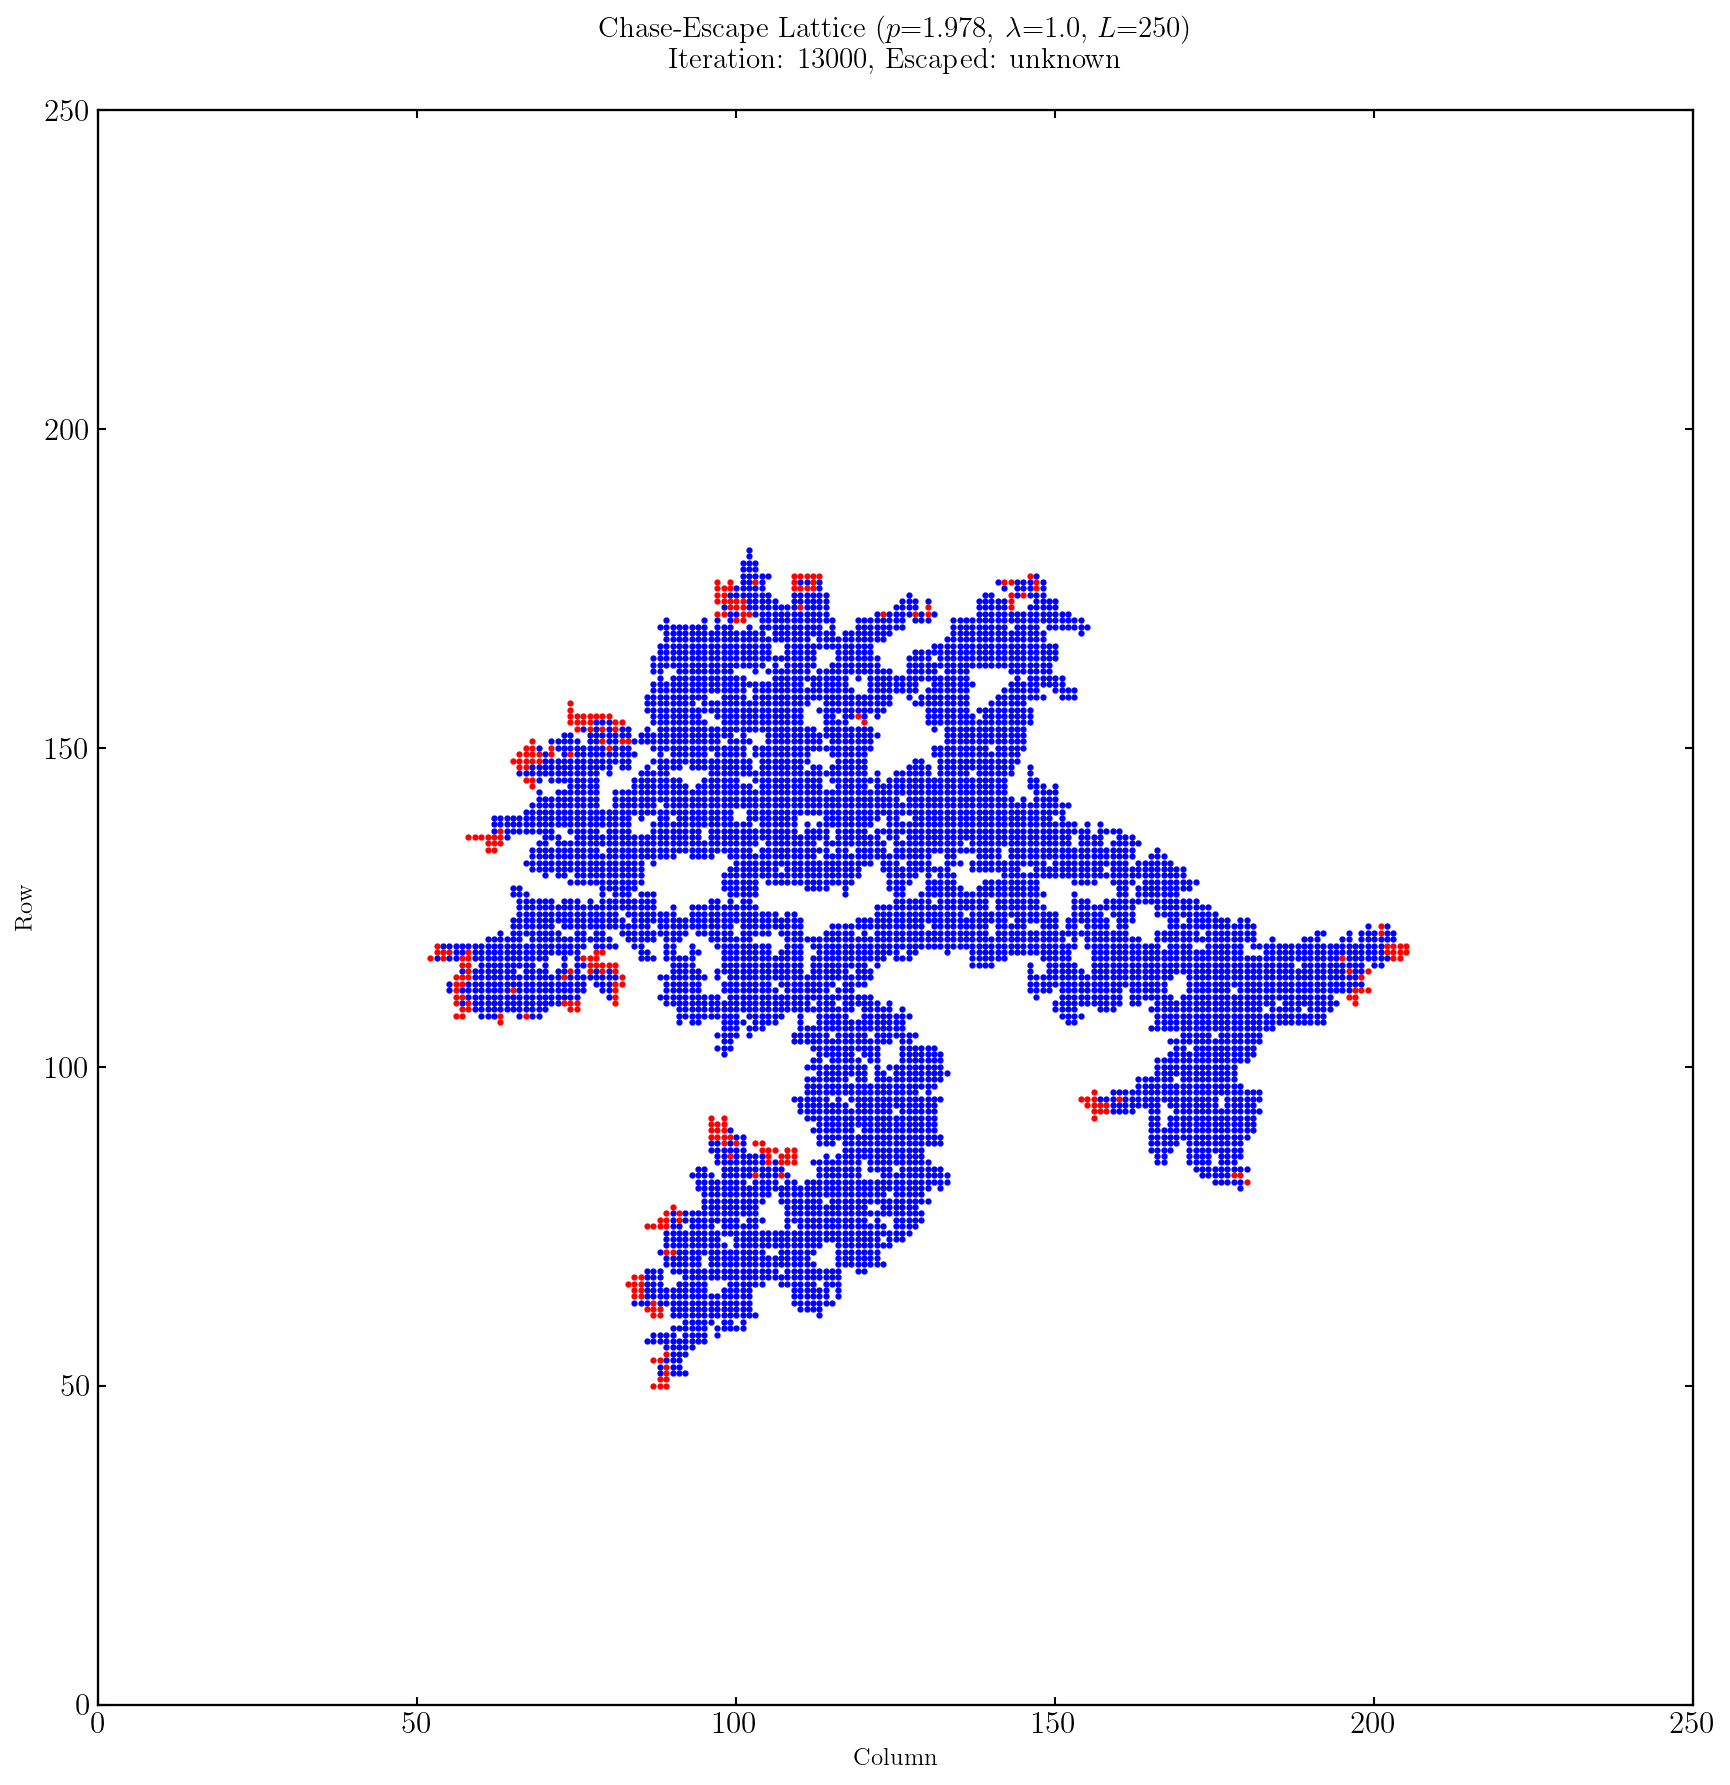 Chase-Escape Lattice (p=1.978, λ=1.0, L=250)
Iteration: 13000, Escaped: unknown
250
200
150
100
50
0
Row
0 50 100 150 200 250
Column